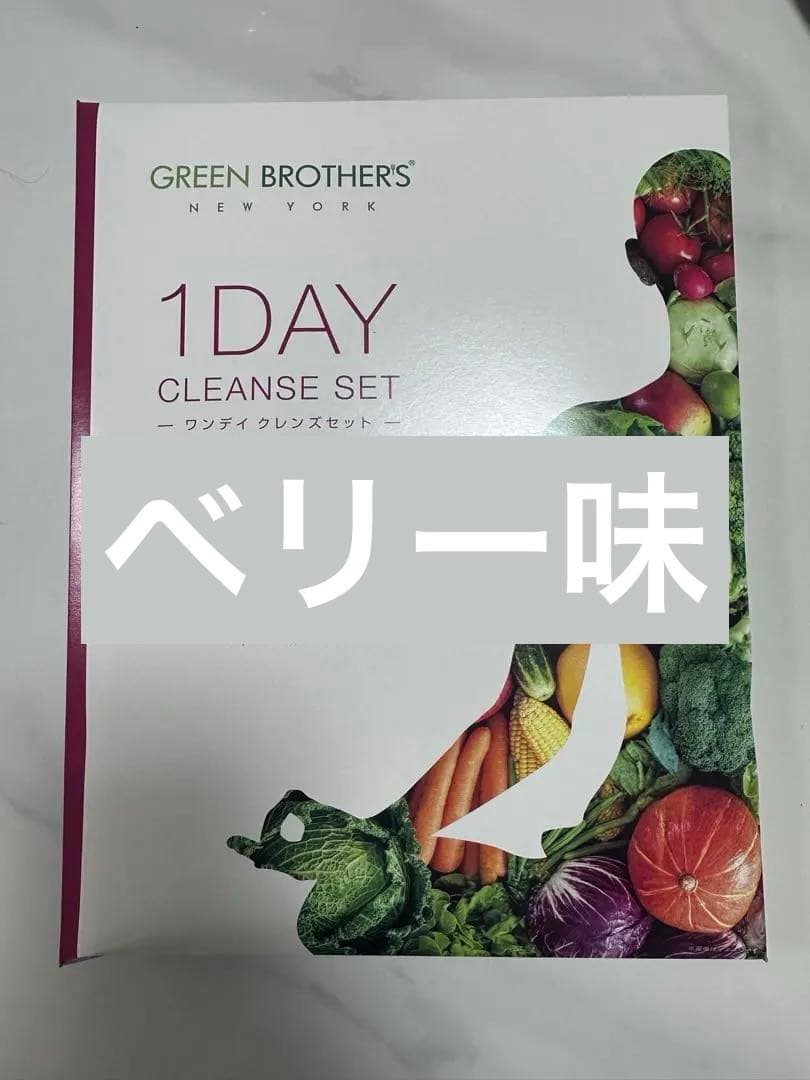 GREEN BROTHER'S®
NEW YORK
1DAY
CLEANSE SET
― ワンデイ クレンズセット ―
ベリー味